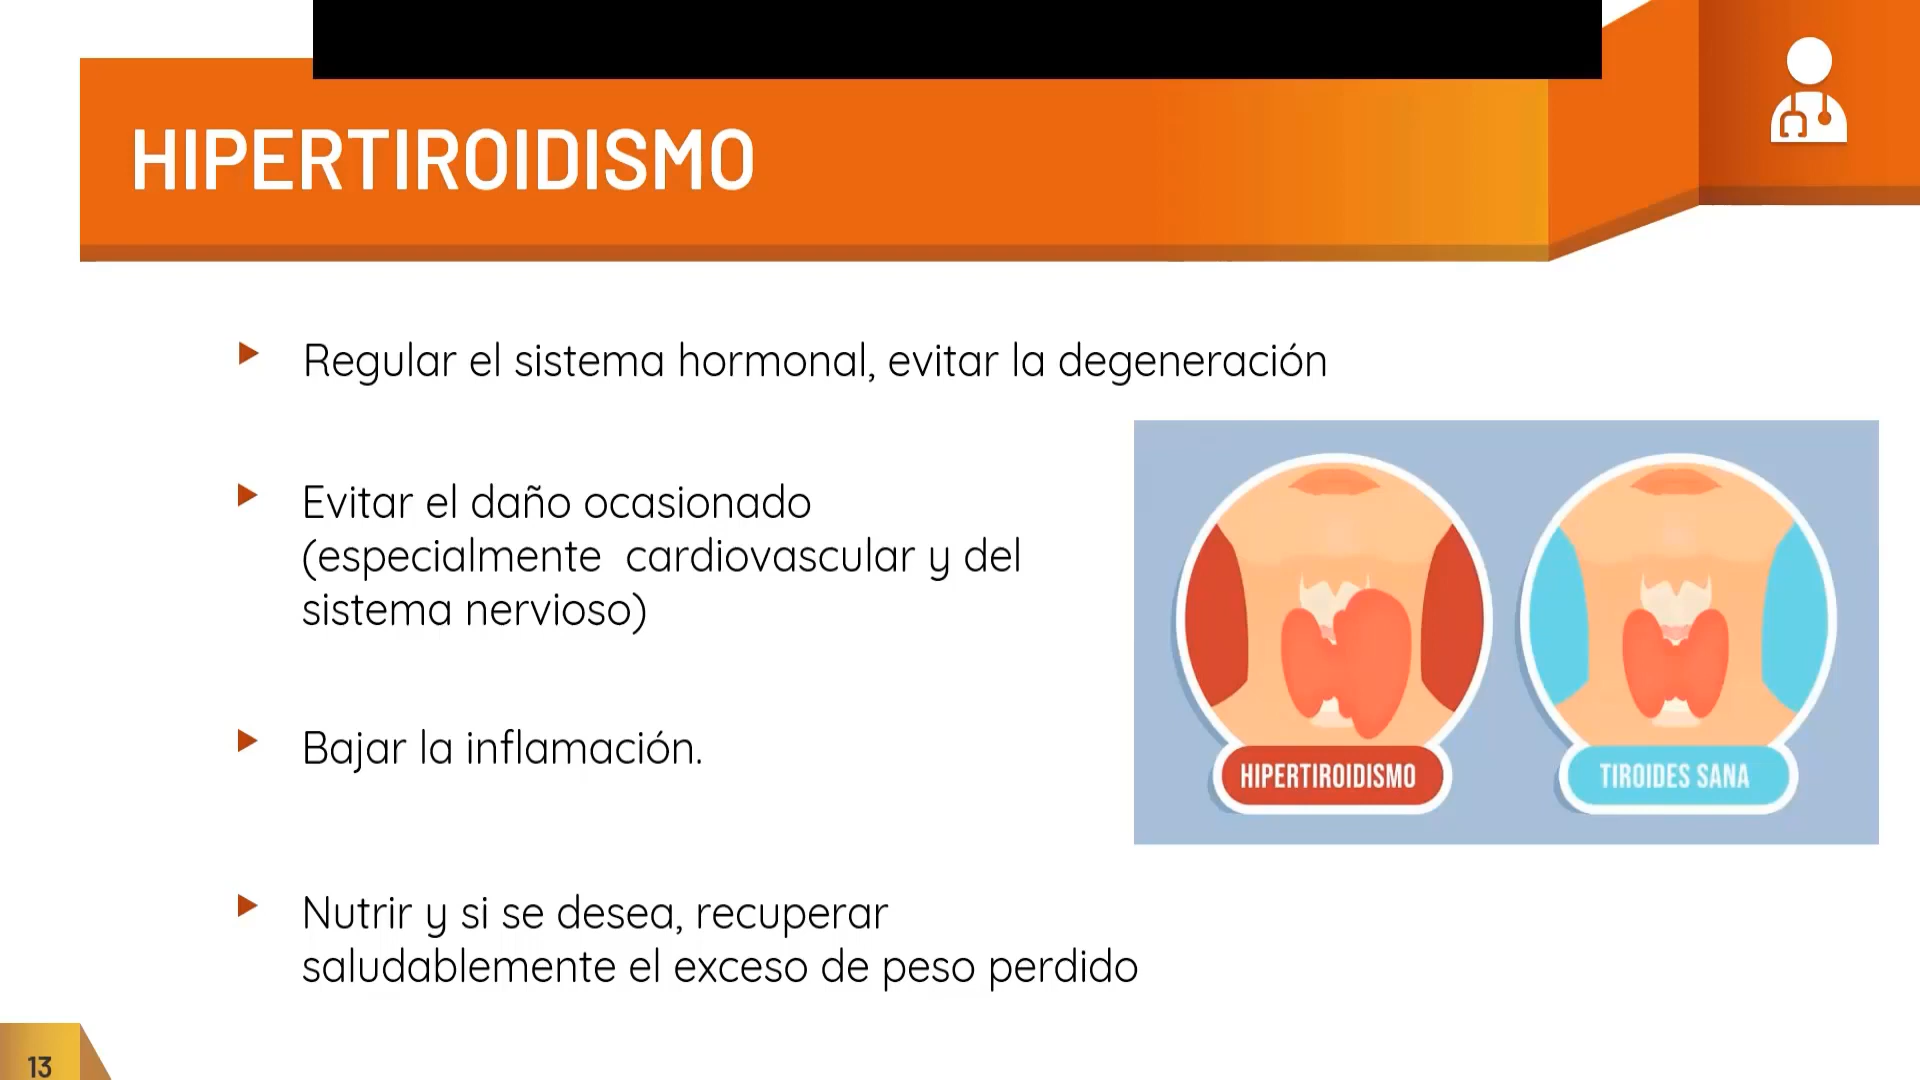 HIPERTIROIDISMO
Regular el sistema hormonal, evitar la degeneración
Evitar el daño ocasionado
(especialmente  cardiovascular y del
sistema nervioso)
Bajar la inflamación.
Nutrir y si se desea, recuperar
saludablemente el exceso de peso perdido
HIPERTIROIDISMO
TIROIDES SANA
13